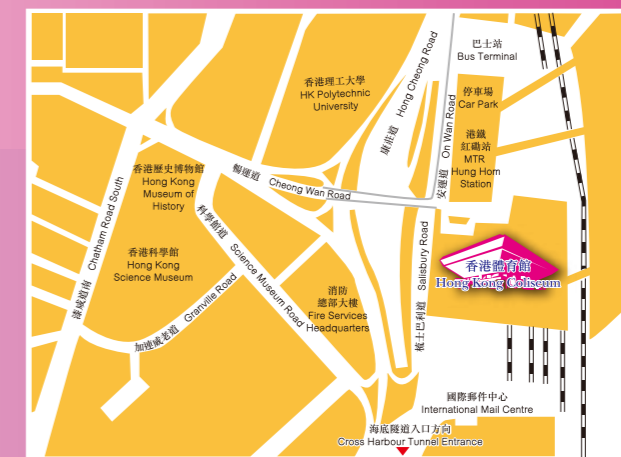 巴士站
Bus Terminal
香港理工大學
HK Polytechnic
University
康莊道 Hong Cheong Road
安運道 On Wan Road
停車場
Car Park
港鐵
紅磡站
MTR
Hung Hom
Station
香港歷史博物館
Hong Kong
Museum of
History
暢運道 Cheong Wan Road
漆咸道南 Chatham Road South
科學館道 Science Museum Road
香港科學館
Hong Kong
Science Museum
加連威老道 Granville Road
消防
總部大樓
Fire Services
Headquarters
梳士巴利道 Salisbury Road
香港體育館
Hong Kong Coliseum
國際郵件中心
International Mail Centre
海底隧道入口方向
Cross Harbour Tunnel Entrance